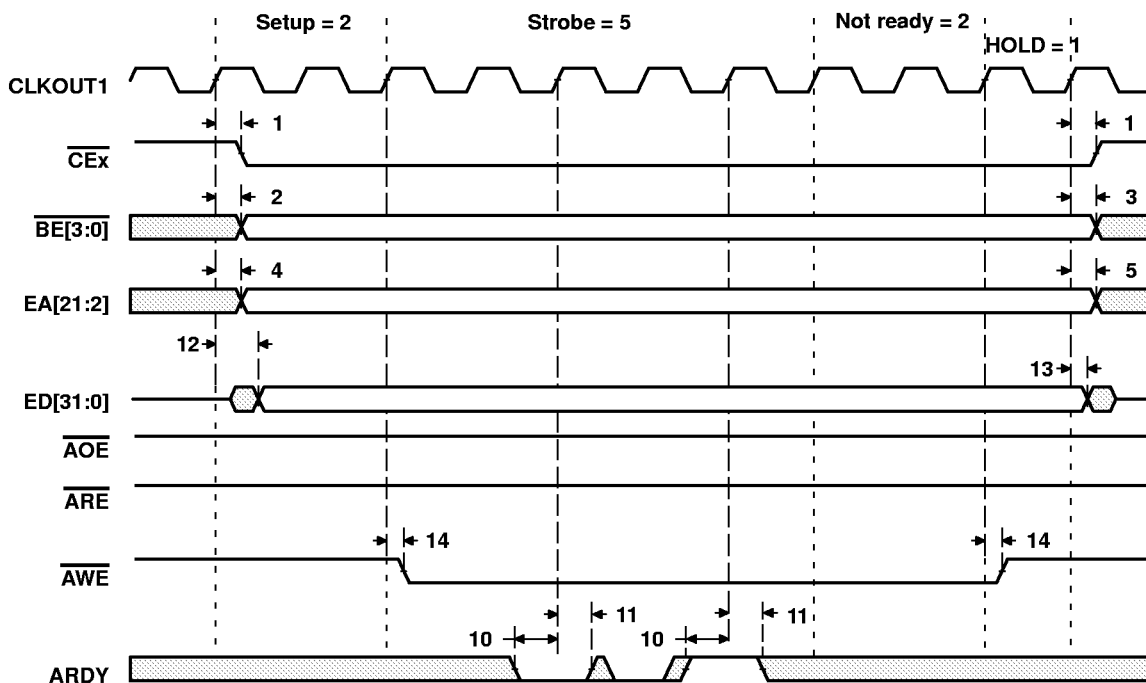 Setup = 2
Strobe = 5
Not ready = 2
HOLD = 1
CLKOUT1
1
1
CEx
2
3
BE[3:0]
4
5
EA[21:2]
12
13
ED[31:0]
AOE
ARE
14
14
AWE
10
11
10
11
ARDY